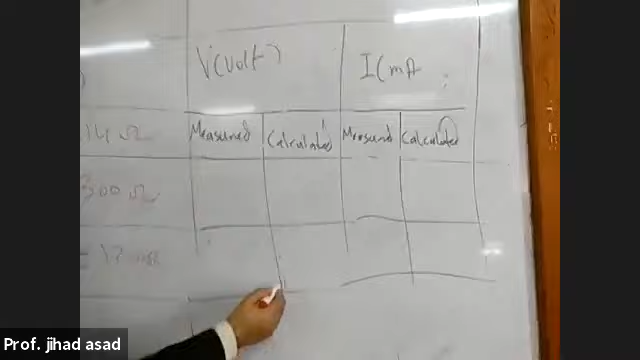 V(Volt) I(mA
Measured Calculated Measured Calculated
300 Ω
Prof. jihad asad